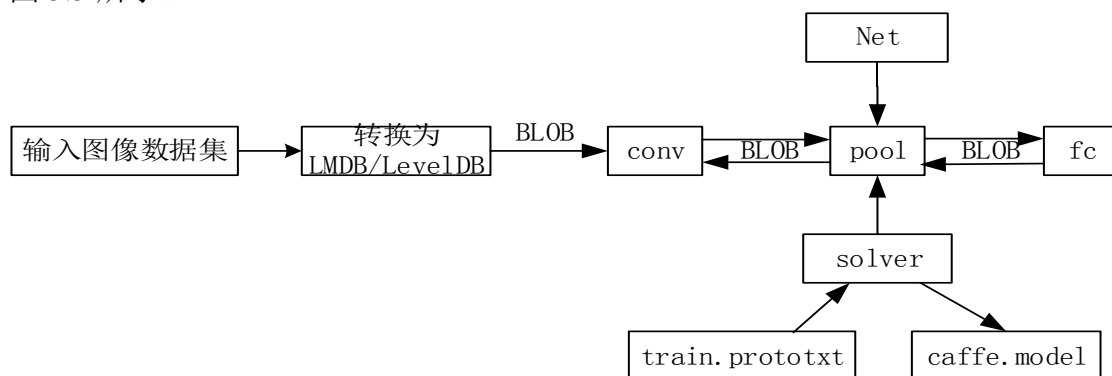 Net
输入图像数据集
转换为
LMDB/LevelDB
BLOB
conv
BLOB
pool
BLOB
fc
solver
train.prototxt
caffe.model